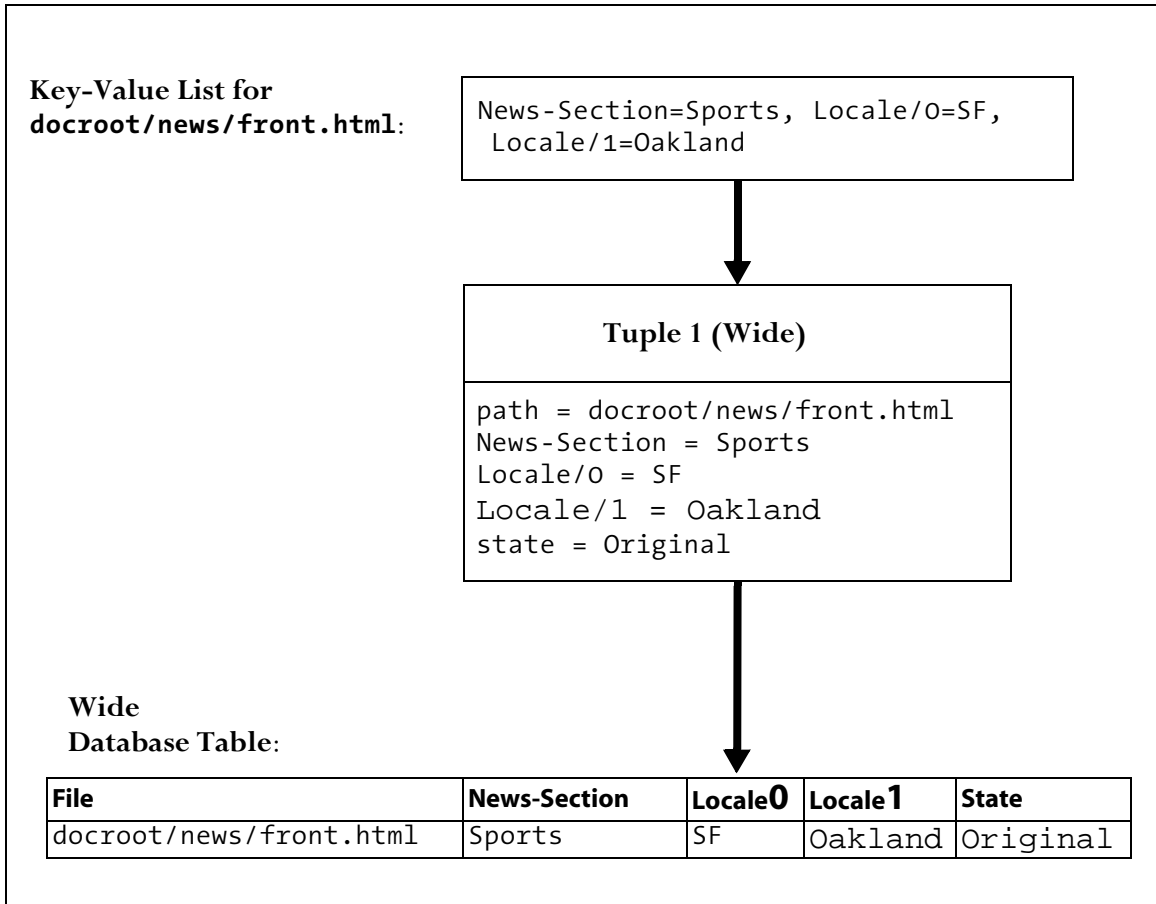 Key-Value List for
docroot/news/front.html:
News-Section=Sports, Locale/O=SF,
Locale/1=Oakland
Tuple 1 (Wide)
path = docroot/news/front.html
News-Section = Sports
Locale/O = SF
Locale/1 = Oakland
state = Original
Wide
Database Table:
File News-Section Locale0 Locale1 State
docroot/news/front.html Sports SF Oakland Original